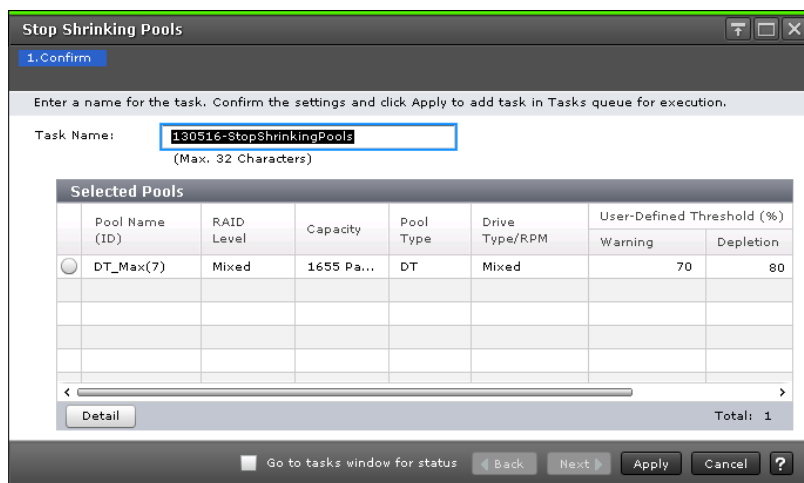 Stop Shrinking Pools
1.Confirm
Enter a name for the task. Confirm the settings and click Apply to add task in Tasks queue for execution.
Task Name: 130516-StopShrinkingPools
(Max. 32 Characters)
Selected Pools
Pool Name (ID) RAID Level Capacity Pool Type Drive Type/RPM User-Defined Threshold (%)
Warning Depletion
DT_Max(7) Mixed 1655 Pa... DT Mixed 70 80
Detail Total: 1
Go to tasks window for status Back Next Apply Cancel ?